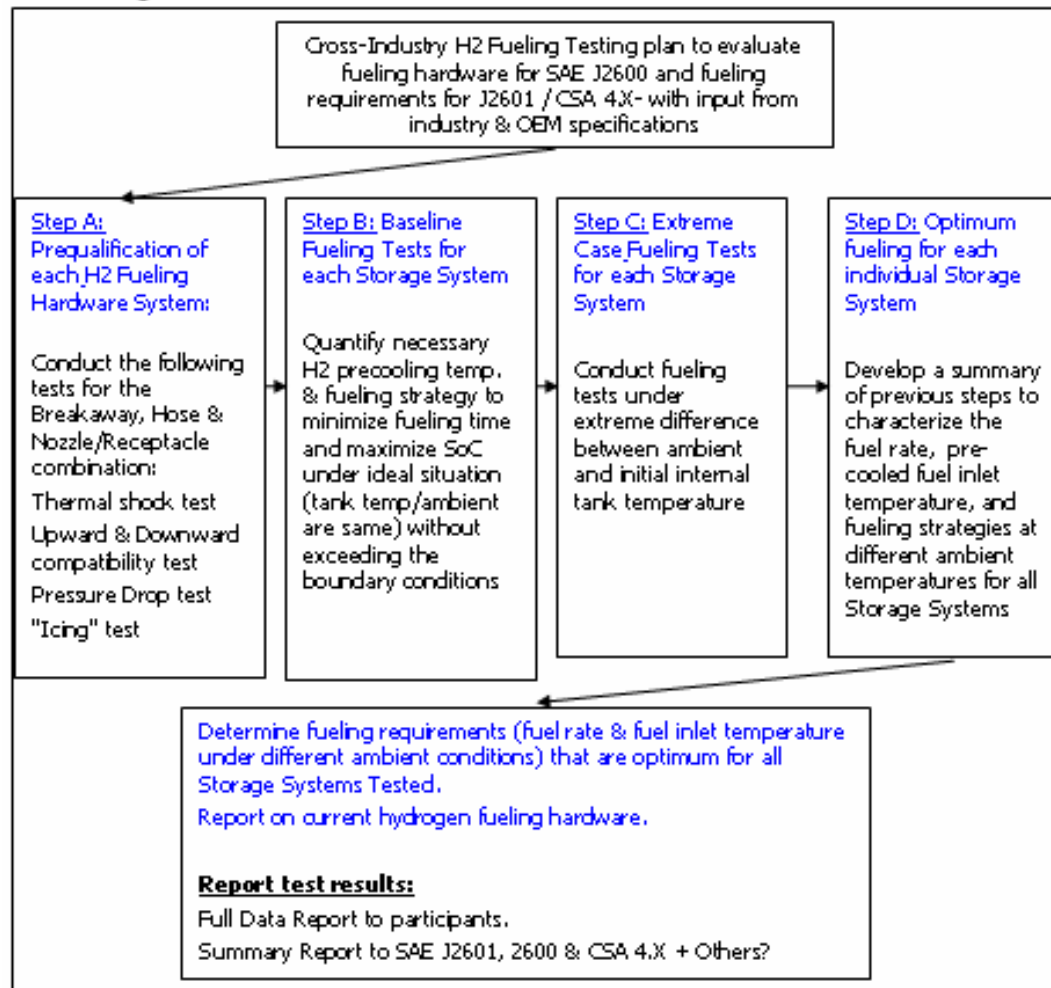 Cross-Industry H2 Fueling Testing plan to evaluate
fueling hardware for SAE J2600 and fueling
requirements for J2601 / CSA 4.X- with input from
industry & OEM specifications
Step A:
Prequalification of
each H2 Fueling
Hardware System:
Conduct the following
tests for the
Breakaway, Hose &
Nozzle/Receptacle
combination:
Thermal shock test
Upward & Downward
compatibility test
Pressure Drop test
"Icing" test
Step B: Baseline
Fueling Tests for
each Storage System
Quantify necessary
H2 precooling temp.
& fueling strategy to
minimize fueling time
and maximize SoC
under ideal situation
(tank temp/ambient
are same) without
exceeding the
boundary conditions
Step C: Extreme
Case Fueling Tests
for each Storage
System
Conduct fueling
tests under
extreme difference
between ambient
and initial internal
tank temperature
Step D: Optimum
fueling for each
individual Storage
System
Develop a summary
of previous steps to
characterize the
fuel rate, pre-
cooled fuel inlet
temperature, and
fueling strategies at
different ambient
temperatures for all
Storage Systems
Determine fueling requirements (fuel rate & fuel inlet temperature
under different ambient conditions) that are optimum for all
Storage Systems Tested.
Report on current hydrogen fueling hardware.
Report test results:
Full Data Report to participants.
Summary Report to SAE J2601, 2600 & CSA 4.X + Others?